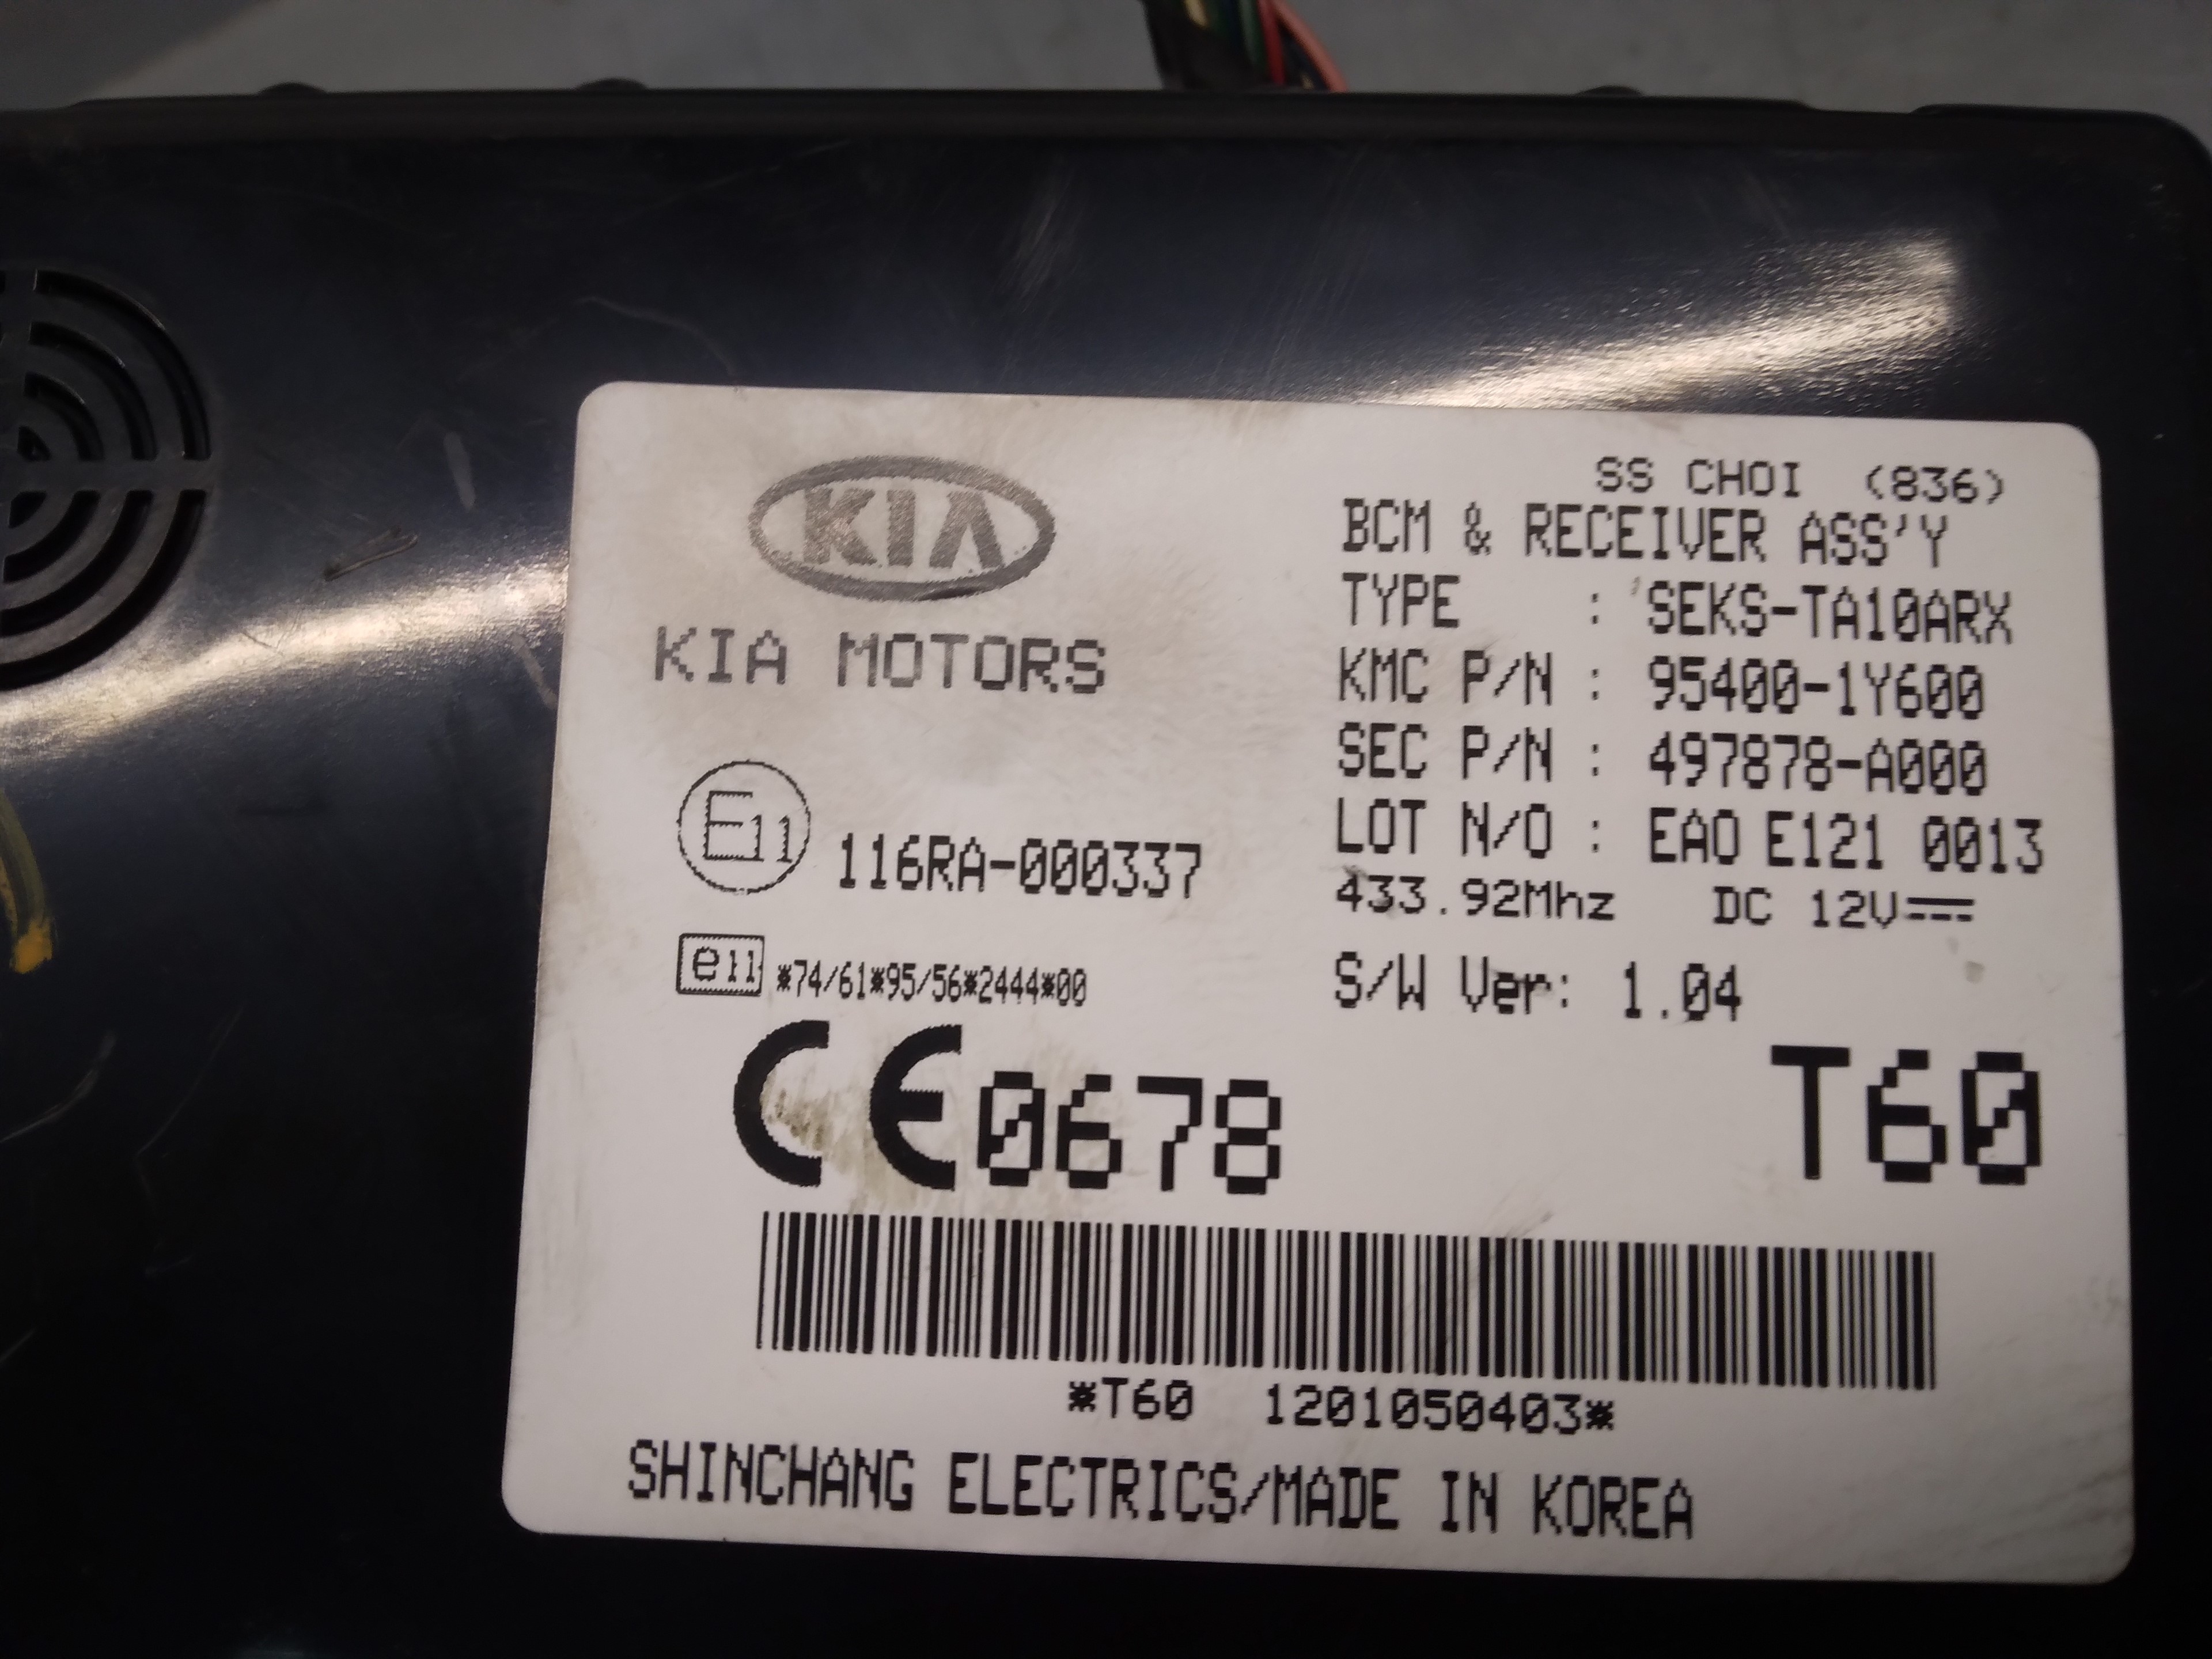 KIA
KIA MOTORS
E11
116RA-000337
e11 *74/61*95/56*2444*00
CE0678
SS CHOI (836)
BCM & RECEIVER ASS'Y
TYPE : SEKS-TA10ARX
KMC P/N : 95400-1Y600
SEC P/N : 497878-A000
LOT N/O : EAO E121 0013
433.92Mhz DC 12V
S/W Ver: 1.04
T60
*T60 1201050403*
SHINCHANG ELECTRICS/MADE IN KOREA